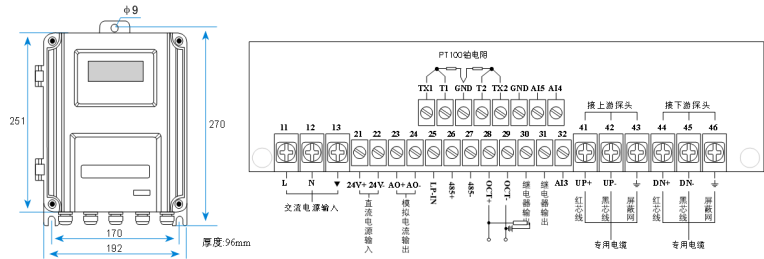 φ9
251
270
170
192
厚度:96mm
PT100铂电阻
TX1 T1 GND T2 TX2 GND AI5 AI4
接上游探头 接下游探头
11 12 13 21 22 23 24 25 26 27 28 29 30 31 32 41 42 43 44 45 46
L N ▼ 24V+ 24V- AO+ AO- LP-IN 485+ 485- OCT+ OCT- 继电器输出 继电器输出 AI3 UP+ UP- ⏚ DN+ DN- ⏚
交流电源输入
直流电源输入
模拟电流输出
红芯线 黑芯线 屏蔽网 红芯线 黑芯线 屏蔽网
专用电缆 专用电缆